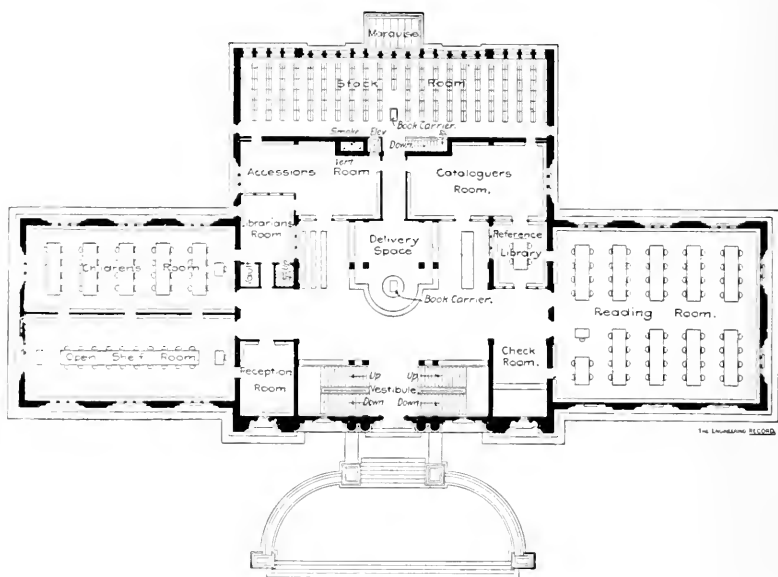 Marquise
Stock Room
Book Carrier.
Smoke
Elev
Down
Vent
Accessions Room
Cataloguers
Room.
Librarians
Room
Delivery
Space
Reference
Library
Children's Room
Book Carrier.
Reading Room.
Open Shelf Room
Reception
Room
Check
Room.
Up
Up
Vestibule
Down
Down
THE ENGINEERING RECORD.